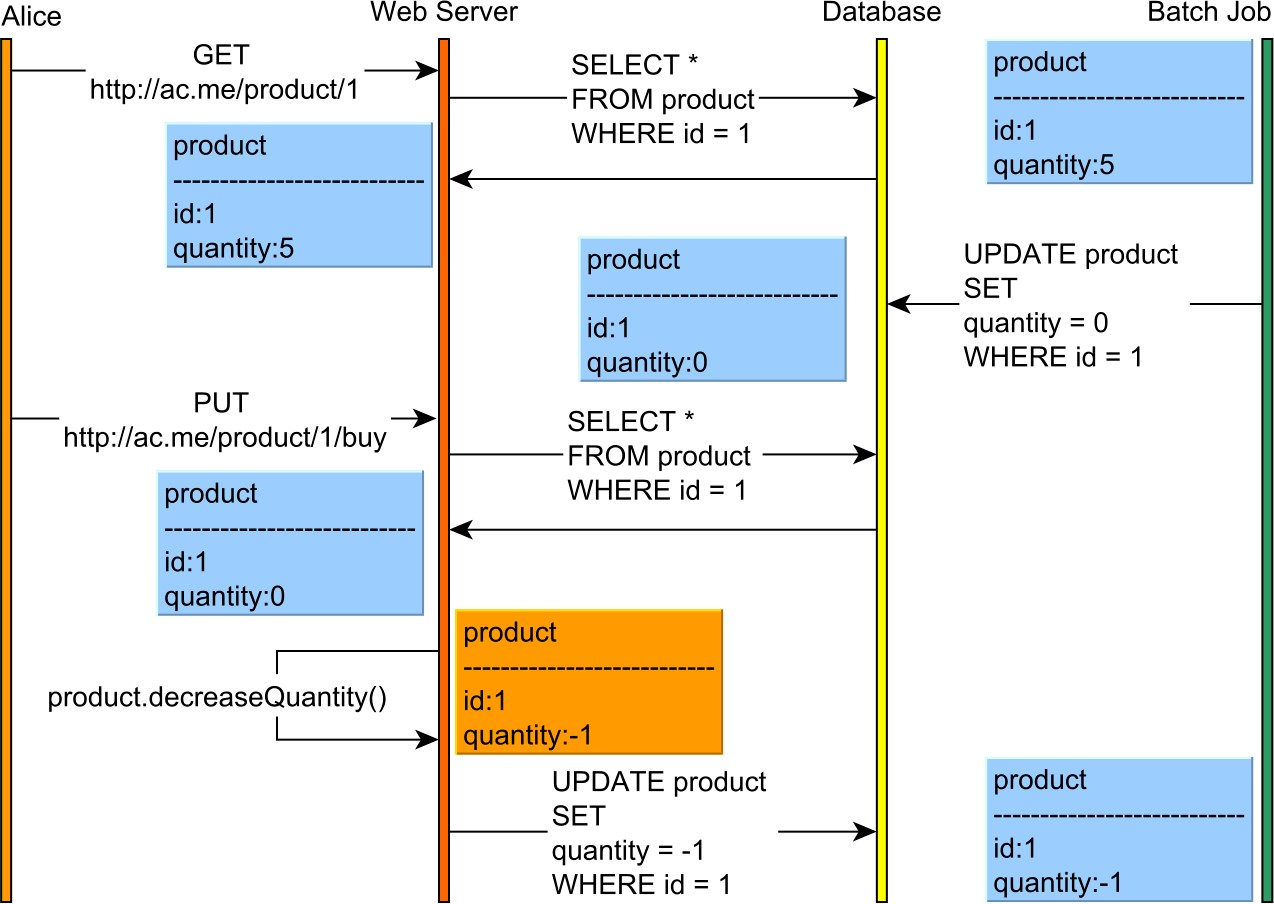 Alice
Web Server
Database
Batch Job
GET
http://ac.me/product/1
SELECT *
FROM product
WHERE id = 1
product
---------------------------
id:1
quantity:5
product
---------------------------
id:1
quantity:5
UPDATE product
SET
quantity = 0
WHERE id = 1
product
---------------------------
id:1
quantity:0
PUT
http://ac.me/product/1/buy
SELECT *
FROM product
WHERE id = 1
product
---------------------------
id:1
quantity:0
product.decreaseQuantity()
product
---------------------------
id:1
quantity:-1
UPDATE product
SET
quantity = -1
WHERE id = 1
product
---------------------------
id:1
quantity:-1